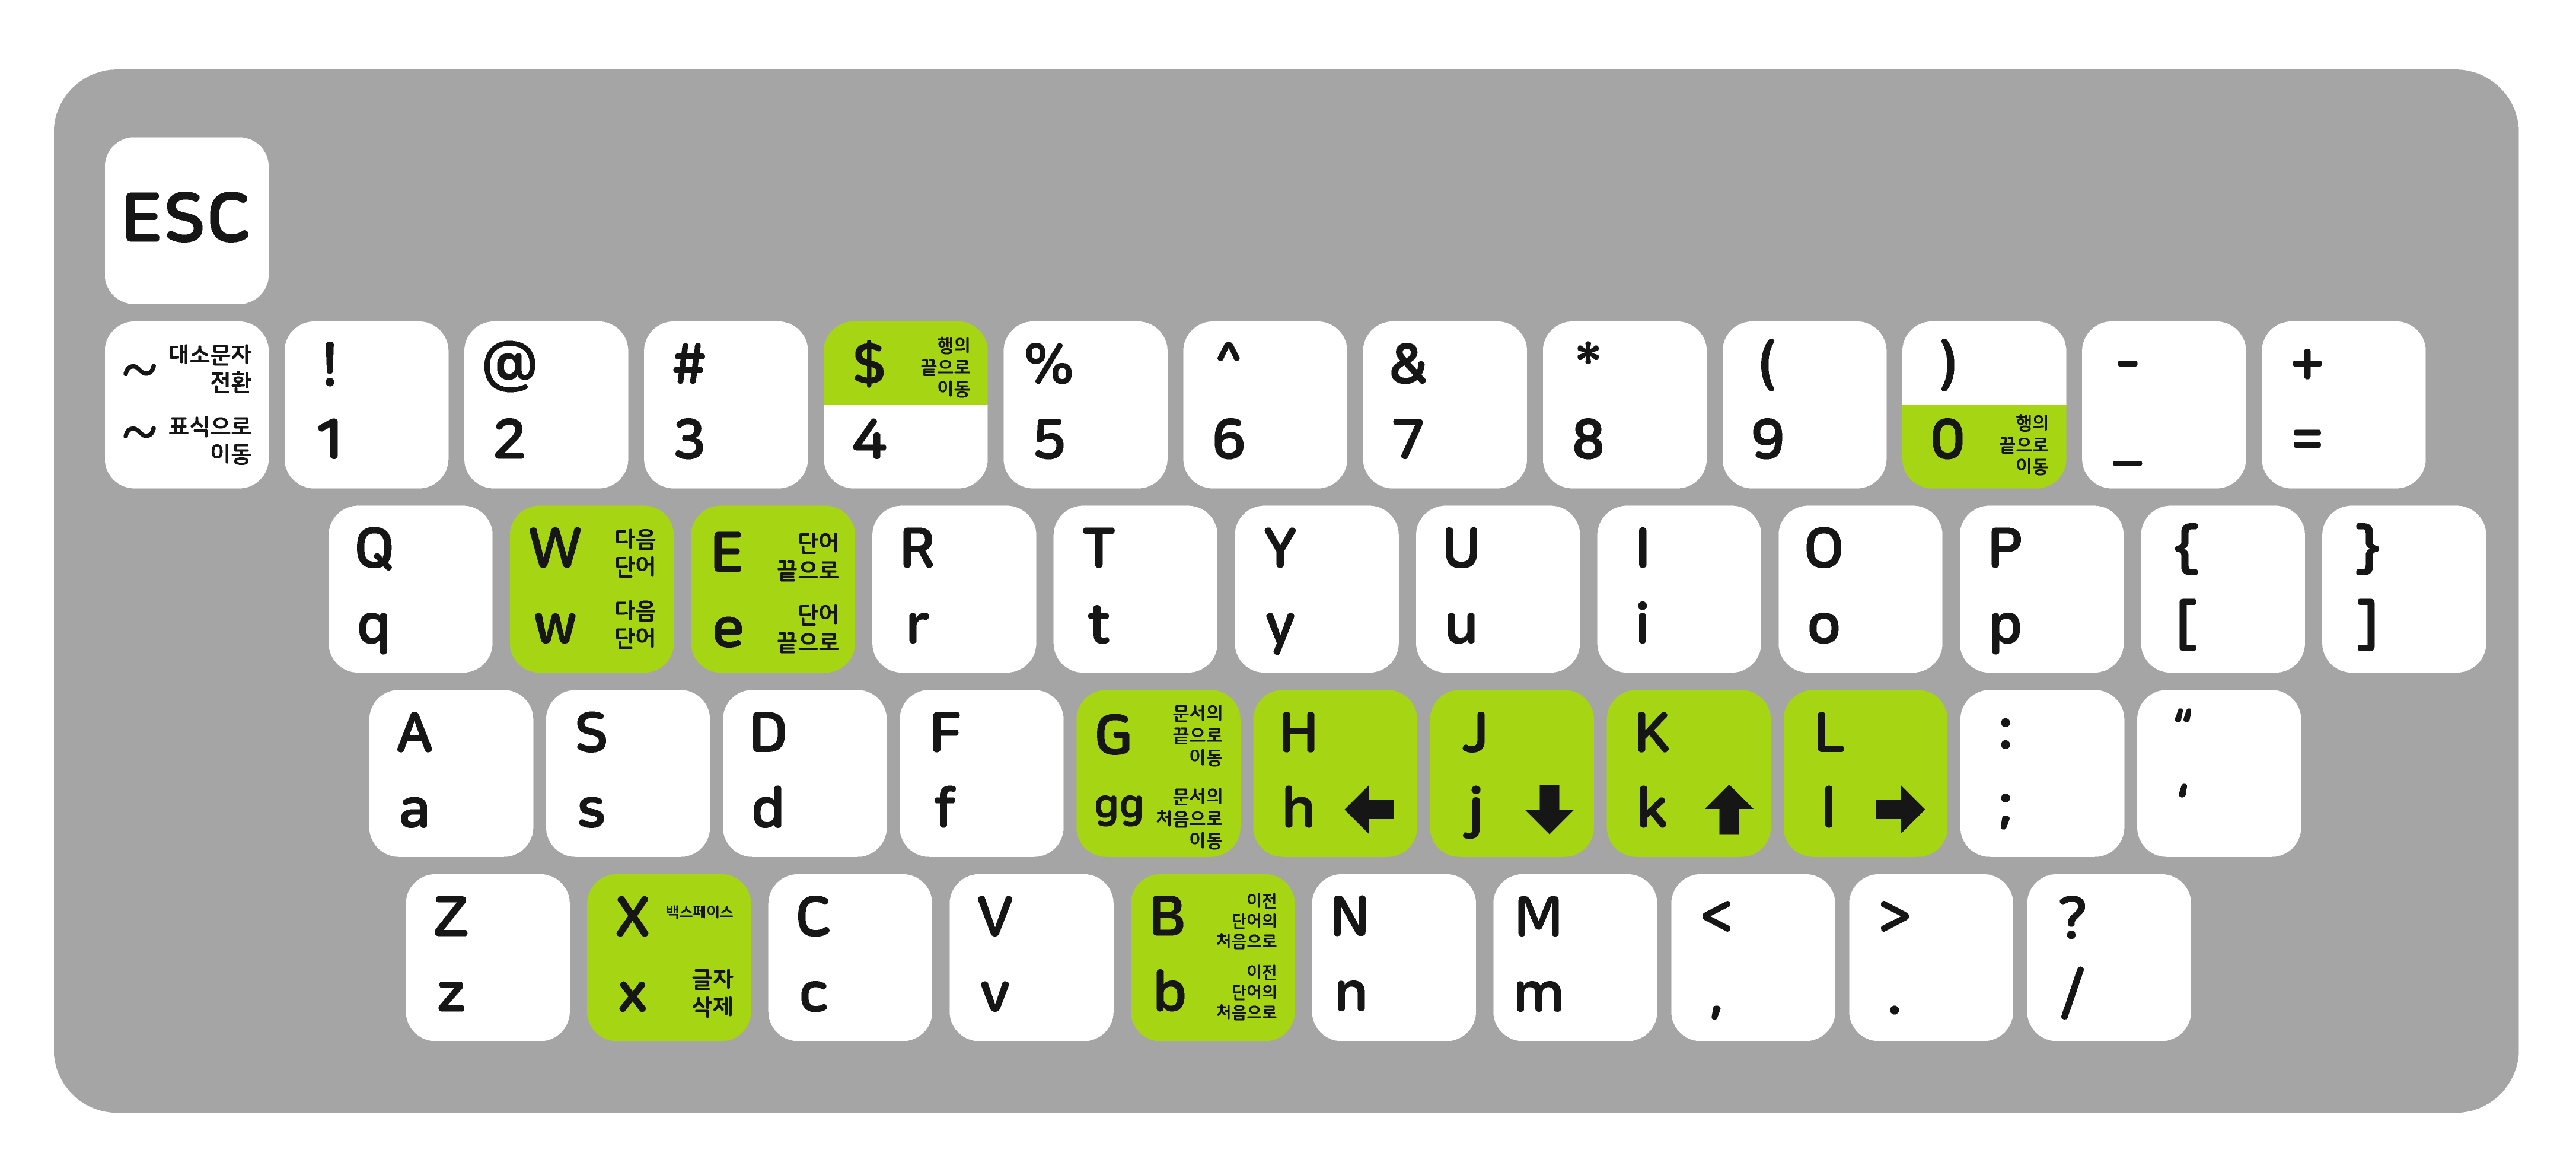 ESC
~ 대소문자
전환
~ 표식으로
이동
!
1
@
2
#
3
$ 행의
끝으로
이동
4
%
5
^
6
&
7
*
8
(
9
)
0 행의
끝으로
이동
-
_
+
=
Q
q
W 다음
단어
w 다음
단어
E 단어
끝으로
e 단어
끝으로
R
r
T
t
Y
y
U
u
I
i
O
o
P
p
{
[
}
]
A
a
S
s
D
d
F
f
G 문서의
끝으로
이동
gg 문서의
처음으로
이동
H
h ←
J
j ↓
K
k ↑
L
l →
:
;
“
‘
Z
z
X 백스페이스
x 글자
삭제
C
c
V
v
B 이전
단어의
처음으로
b 이전
단어의
처음으로
N
n
M
m
<
,
>
.
?
/